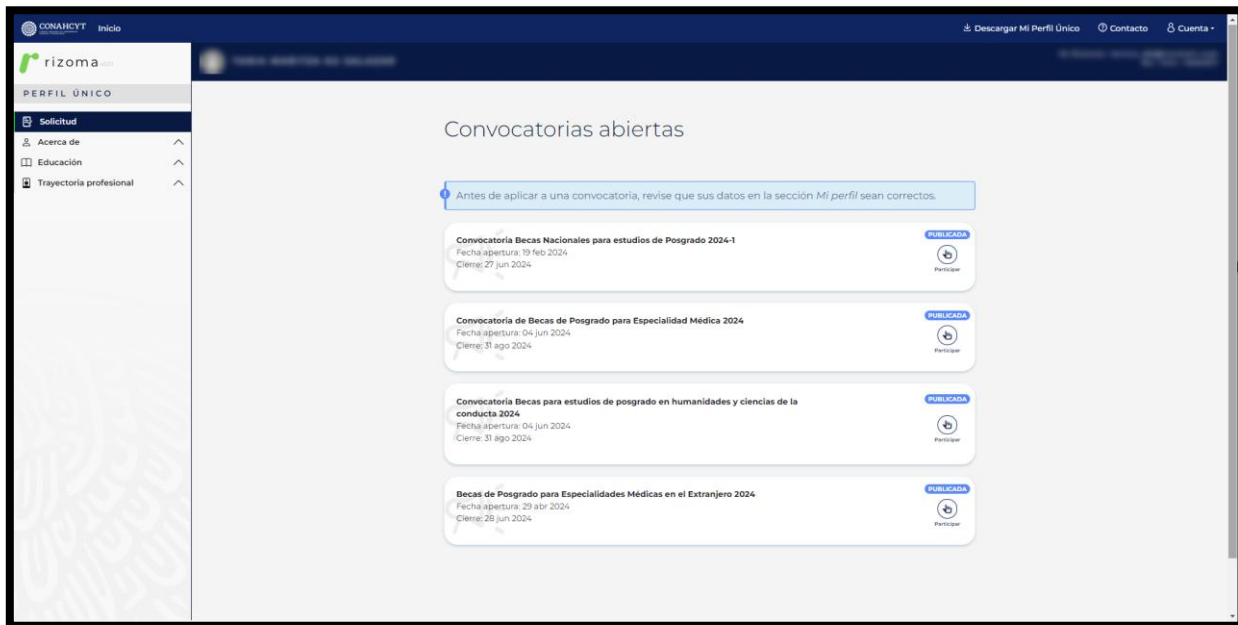 CONAHCYT Inicio
Descargar Mi Perfil Único Contacto Cuenta
rizoma
PERFIL ÚNICO
Solicitud
Acerca de
Educación
Trayectoria profesional
Convocatorias abiertas
Antes de aplicar a una convocatoria, revise que sus datos en la sección Mi perfil sean correctos.
Convocatoria Becas Nacionales para estudios de Posgrado 2024-1
Fecha apertura: 19 feb 2024
Cierre: 27 jun 2024
PUBLICADA
Participar
Convocatoria de Becas de Posgrado para Especialidad Médica 2024
Fecha apertura: 04 jun 2024
Cierre: 31 ago 2024
PUBLICADA
Participar
Convocatoria Becas para estudios de posgrado en humanidades y ciencias de la
conducta 2024
Fecha apertura: 04 jun 2024
Cierre: 31 ago 2024
PUBLICADA
Participar
Becas de Posgrado para Especialidades Médicas en el Extranjero 2024
Fecha apertura: 29 abr 2024
Cierre: 28 jun 2024
PUBLICADA
Participar